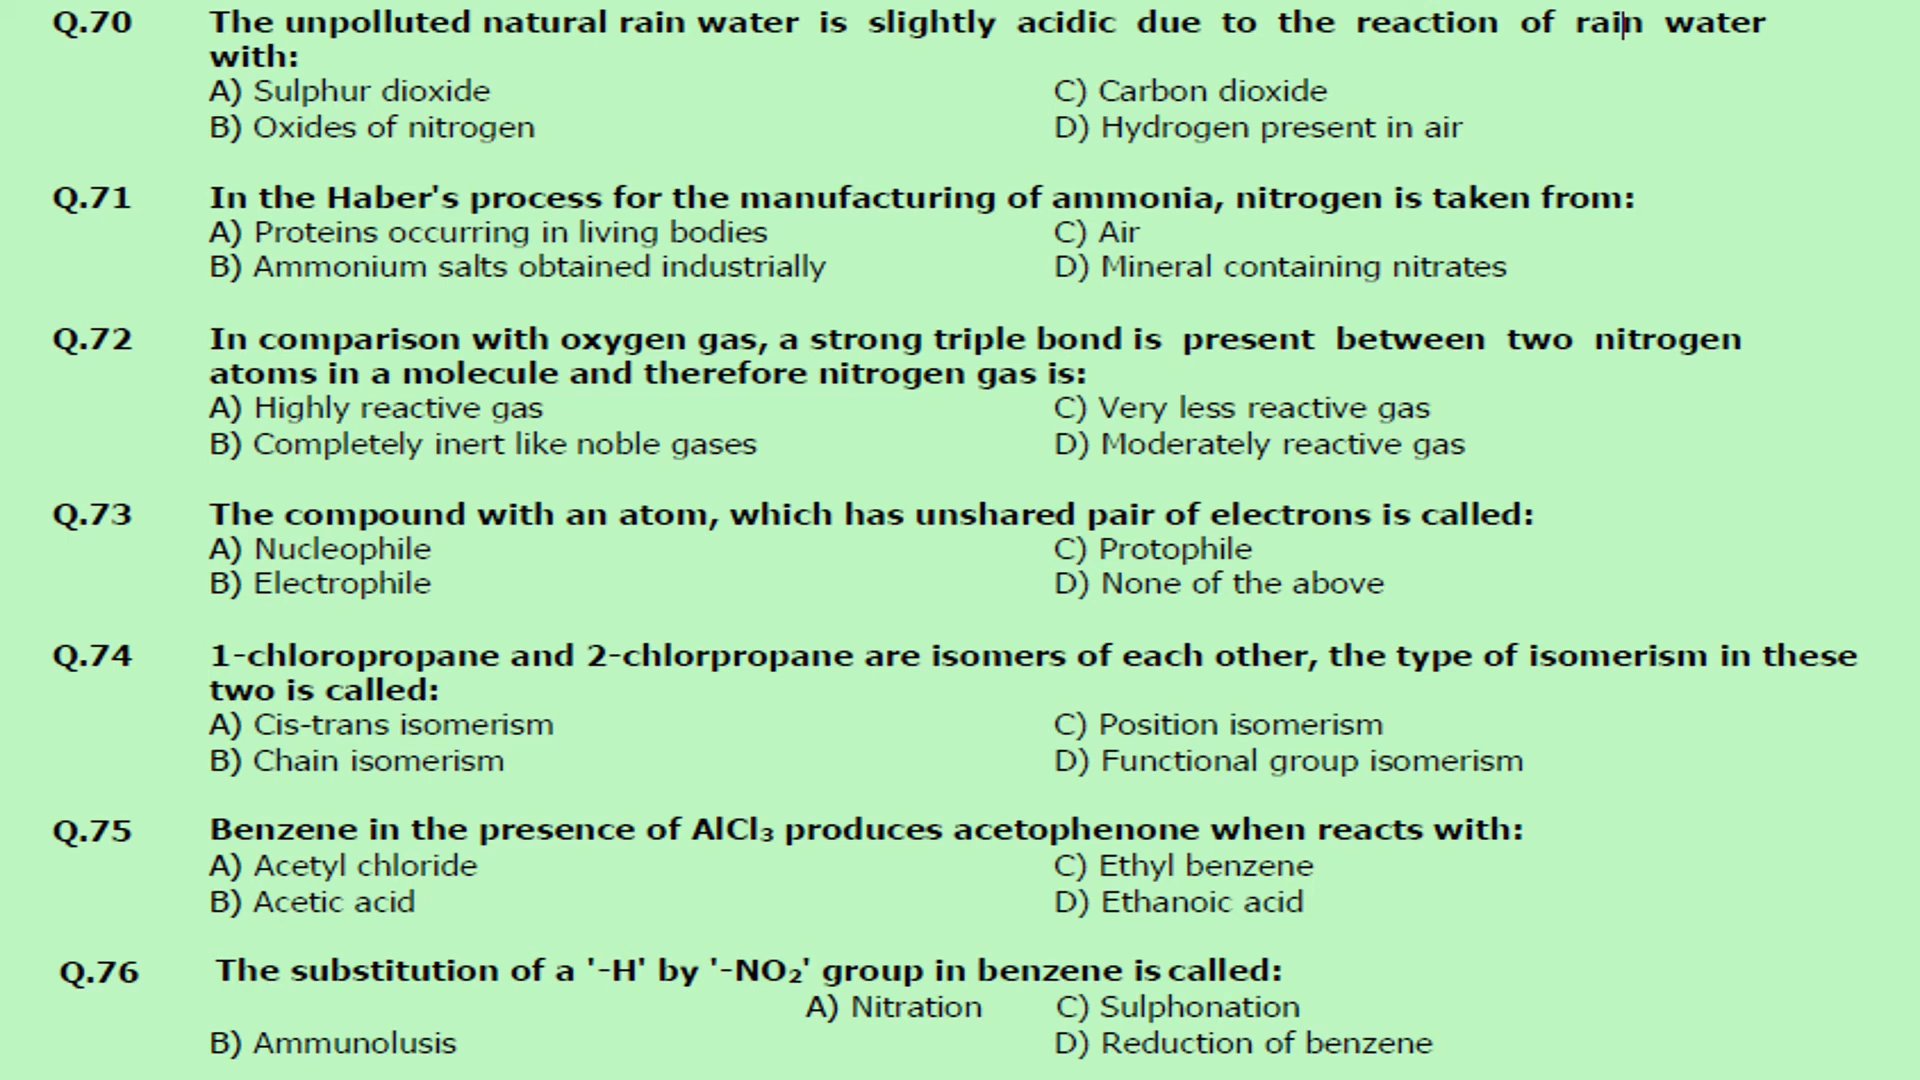 Q.70 The unpolluted natural rain water is slightly acidic due to the reaction of rain water
with:
A) Sulphur dioxide C) Carbon dioxide
B) Oxides of nitrogen D) Hydrogen present in air
Q.71 In the Haber's process for the manufacturing of ammonia, nitrogen is taken from:
A) Proteins occurring in living bodies C) Air
B) Ammonium salts obtained industrially D) Mineral containing nitrates
Q.72 In comparison with oxygen gas, a strong triple bond is present between two nitrogen
atoms in a molecule and therefore nitrogen gas is:
A) Highly reactive gas C) Very less reactive gas
B) Completely inert like noble gases D) Moderately reactive gas
Q.73 The compound with an atom, which has unshared pair of electrons is called:
A) Nucleophile C) Protophile
B) Electrophile D) None of the above
Q.74 1-chloropropane and 2-chlorpropane are isomers of each other, the type of isomerism in these
two is called:
A) Cis-trans isomerism C) Position isomerism
B) Chain isomerism D) Functional group isomerism
Q.75 Benzene in the presence of AlCl₃ produces acetophenone when reacts with:
A) Acetyl chloride C) Ethyl benzene
B) Acetic acid D) Ethanoic acid
Q.76 The substitution of a '-H' by '-NO₂' group in benzene is called:
A) Nitration C) Sulphonation
B) Ammunolusis D) Reduction of benzene